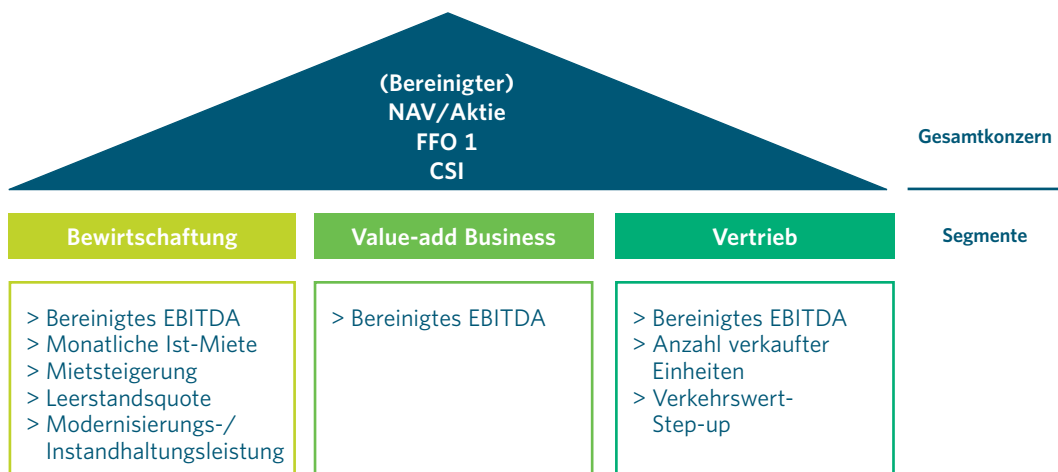 (Bereinigter)
NAV/Aktie
FFO 1
CSI
Gesamtkonzern
Bewirtschaftung
Value-add Business
Vertrieb
Segmente
> Bereinigtes EBITDA
> Monatliche Ist-Miete
> Mietsteigerung
> Leerstandsquote
> Modernisierungs-/
Instandhaltungsleistung
> Bereinigtes EBITDA
> Bereinigtes EBITDA
> Anzahl verkaufter
Einheiten
> Verkehrswert-
Step-up